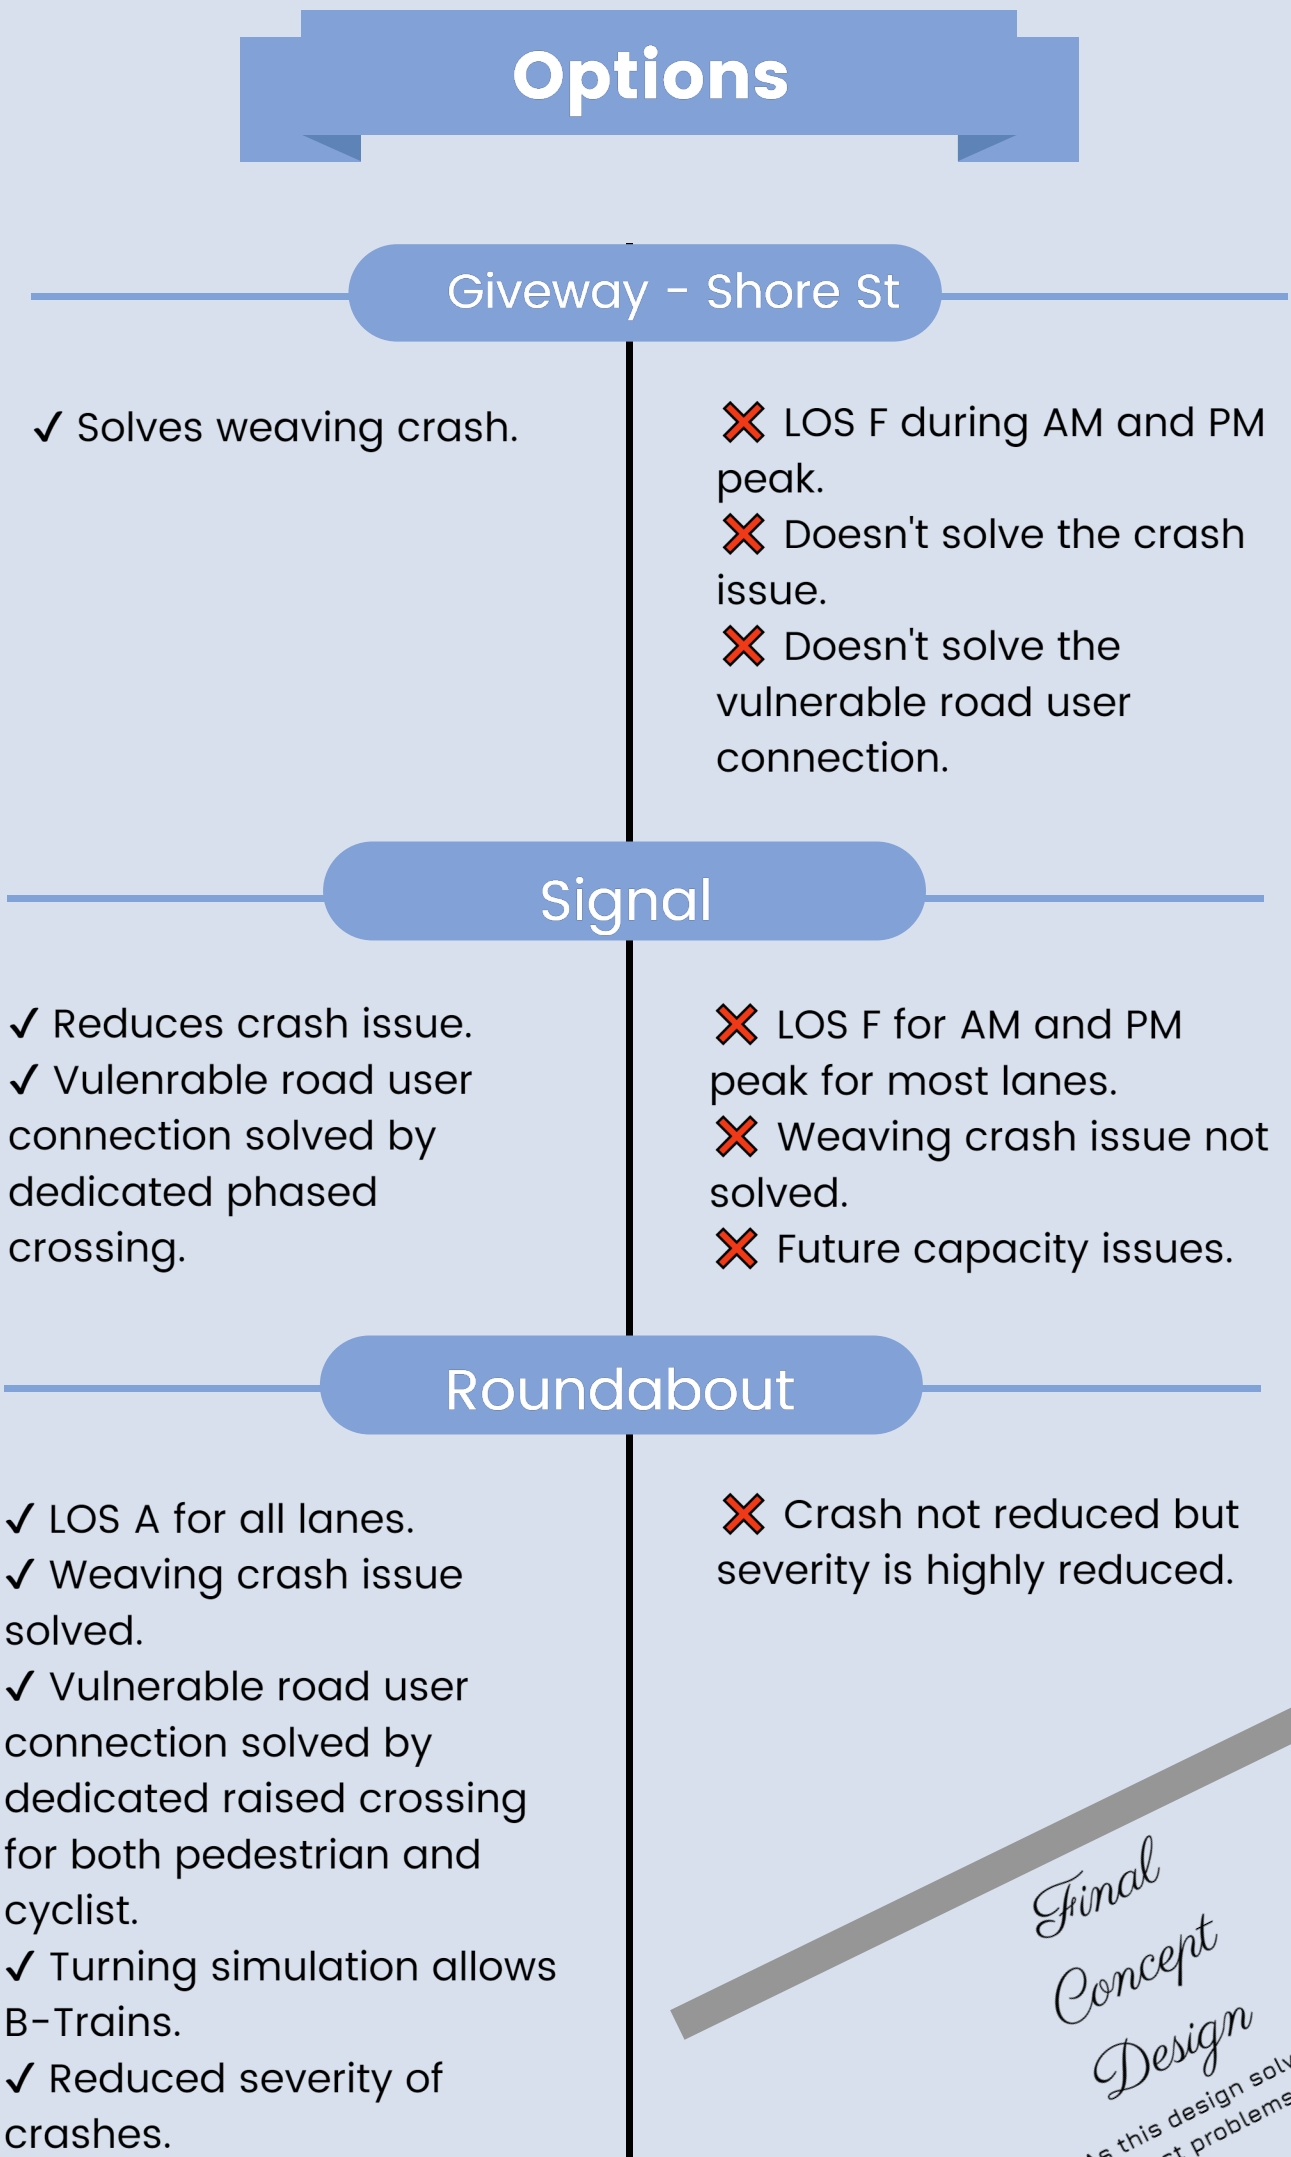 Options
Giveway - Shore St
✓ Solves weaving crash.
❌ LOS F during AM and PM
peak.
❌ Doesn't solve the crash
issue.
❌ Doesn't solve the
vulnerable road user
connection.
Signal
✓ Reduces crash issue.
✓ Vulenrable road user
connection solved by
dedicated phased
crossing.
❌ LOS F for AM and PM
peak for most lanes.
❌ Weaving crash issue not
solved.
❌ Future capacity issues.
Roundabout
✓ LOS A for all lanes.
✓ Weaving crash issue
solved.
✓ Vulnerable road user
connection solved by
dedicated raised crossing
for both pedestrian and
cyclist.
✓ Turning simulation allows
B-Trains.
✓ Reduced severity of
crashes.
❌ Crash not reduced but
severity is highly reduced.
Final
Concept
Design
this design
problems